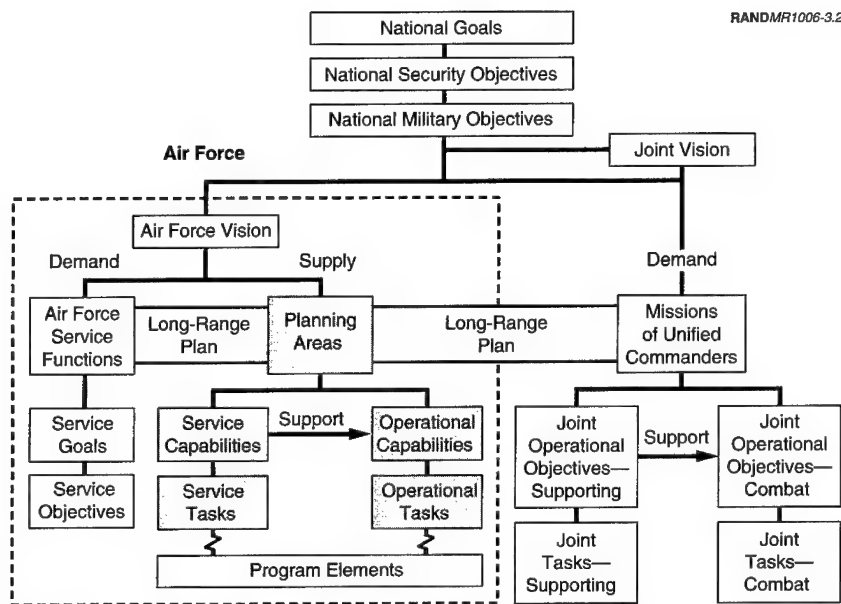 RANDMR1006-3.2
National Goals
National Security Objectives
National Military Objectives
Air Force
Joint Vision
Air Force Vision
Demand
Supply
Demand
Air Force
Service
Functions
Long-Range
Plan
Planning
Areas
Long-Range
Plan
Missions
of Unified
Commanders
Service
Goals
Service
Capabilities
Support
Operational
Capabilities
Joint
Operational
Objectives—
Supporting
Support
Joint
Operational
Objectives—
Combat
Service
Objectives
Service
Tasks
Operational
Tasks
Joint
Tasks—
Supporting
Joint
Tasks—
Combat
Program Elements